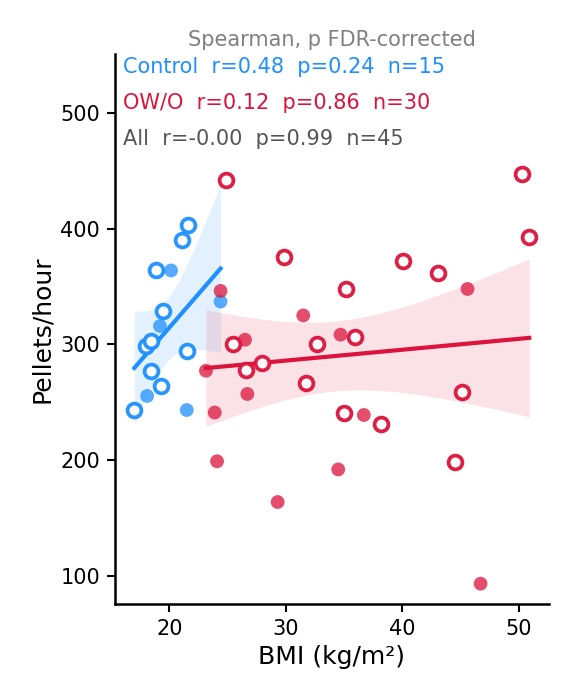 Spearman, p FDR-corrected
Control  r=0.48  p=0.24  n=15
OW/O  r=0.12  p=0.86  n=30
All  r=-0.00  p=0.99  n=45
500
400
300
200
100
Pellets/hour
20 30 40 50
BMI (kg/m²)